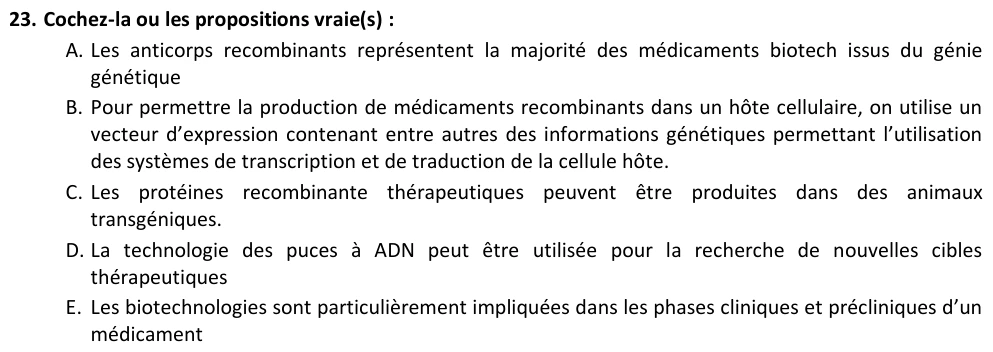 23. Cochez-la ou les propositions vraie(s) :
A. Les anticorps recombinants représentent la majorité des médicaments biotech issus du génie
génétique
B. Pour permettre la production de médicaments recombinants dans un hôte cellulaire, on utilise un
vecteur d’expression contenant entre autres des informations génétiques permettant l’utilisation
des systèmes de transcription et de traduction de la cellule hôte.
C. Les protéines recombinante thérapeutiques peuvent être produites dans des animaux
transgéniques.
D. La technologie des puces à ADN peut être utilisée pour la recherche de nouvelles cibles
thérapeutiques
E. Les biotechnologies sont particulièrement impliquées dans les phases cliniques et précliniques d’un
médicament